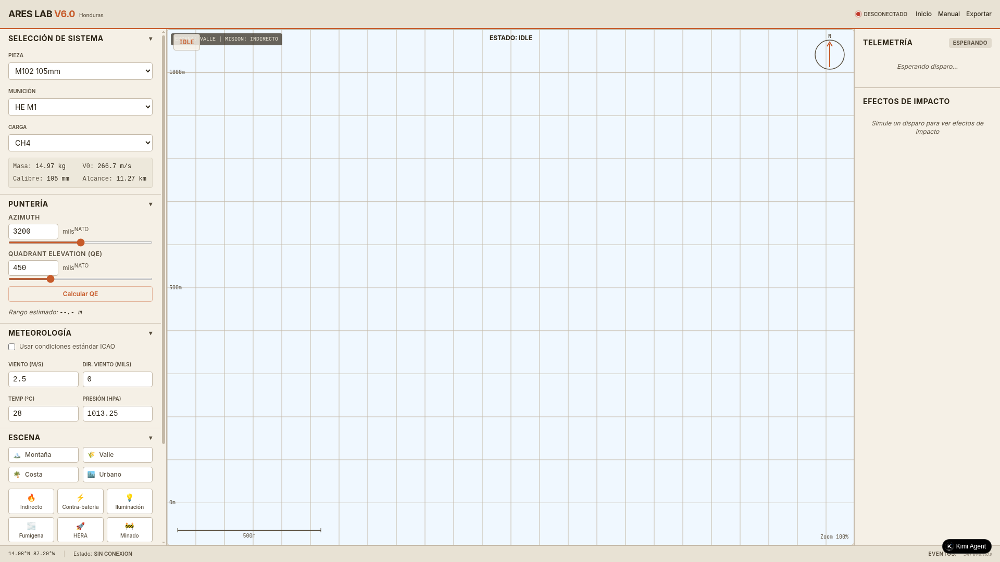 ARES LAB V6.0 Honduras
DESCONECTADO Inicio Manual Exportar
SELECCIÓN DE SISTEMA ▼
PIEZA
M102 105mm
MUNICIÓN
HE M1
CARGA
CH4
Masa: 14.97 kg V0: 266.7 m/s
Calibre: 105 mm Alcance: 11.27 km
PUNTERÍA ▼
AZIMUTH
3200 milsNATO
QUADRANT ELEVATION (QE)
450 milsNATO
Calcular QE
Rango estimado: --.- m
METEOROLOGÍA ▼
Usar condiciones estándar ICAO
VIENTO (M/S) DIR. VIENTO (MILS)
2.5 0
TEMP (°C) PRESIÓN (HPA)
28 1013.25
ESCENA ▼
Montaña Valle
Costa Urbano
Indirecto Contra-batería Iluminación
Fumígena HERA Minado
IDLE VALLE | MISION: INDIRECTO
ESTADO: IDLE
N
1000m
500m
0m
500m
Zoom 100%
TELEMETRÍA ESPERANDO
Esperando disparo...
EFECTOS DE IMPACTO
Simule un disparo para ver efectos de
impacto
14.08°N 87.20°W Estado: SIN CONEXION
EVENTOS: Sin eventos
Kimi Agent